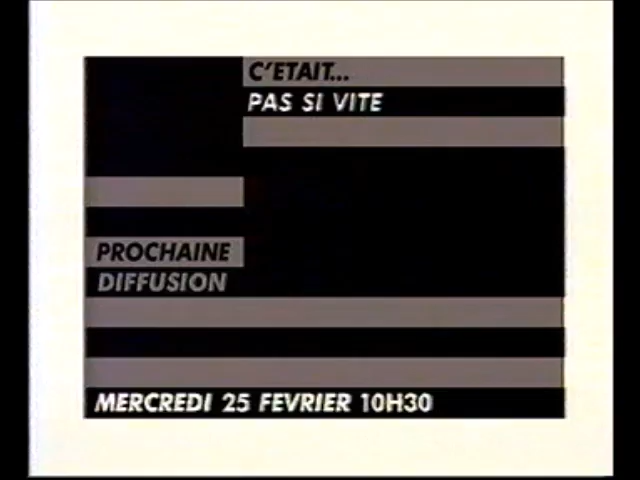 C'ETAIT...
PAS SI VITE
PROCHAINE
DIFFUSION
MERCREDI 25 FEVRIER 10H30